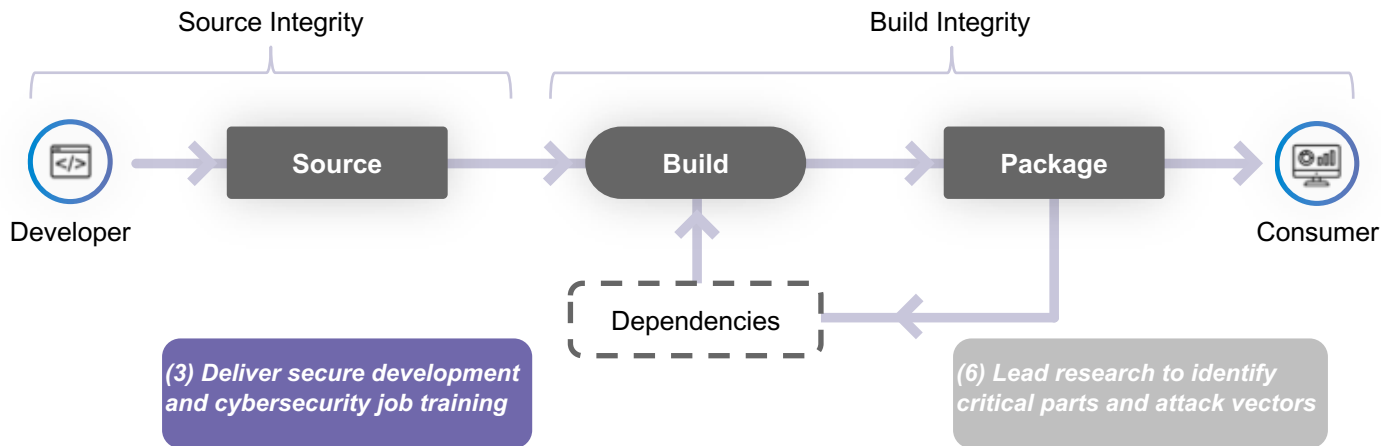 Source Integrity
Build Integrity
</>
Source
Build
Package
Developer
Consumer
Dependencies
(3) Deliver secure development
and cybersecurity job training
(6) Lead research to identify
critical parts and attack vectors